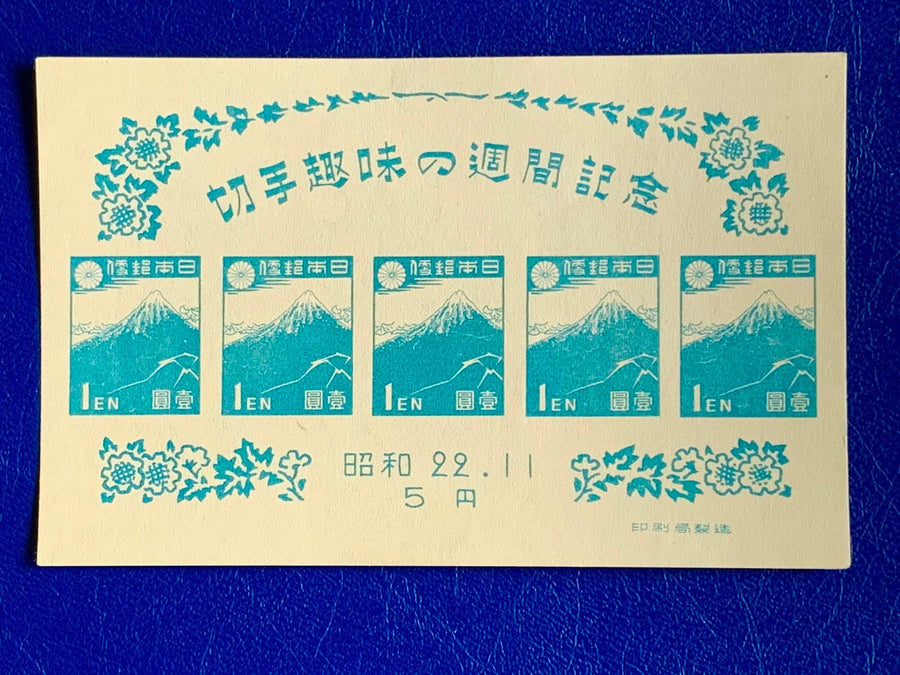 切手趣味の週間記念
日本郵便
1EN 壹圓
日本郵便
1EN 壹圓
日本郵便
1EN 壹圓
日本郵便
1EN 壹圓
日本郵便
1EN 壹圓
昭和 22.11
5 円
印刷局製造